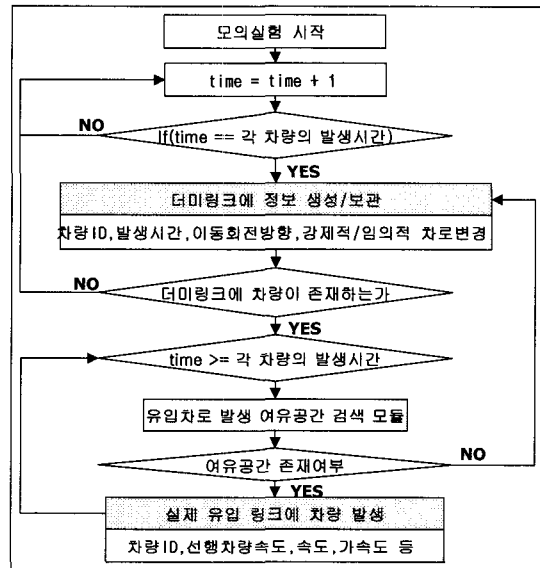 모의실험 시작
time = time + 1
NO
If(time == 각 차량의 발생시간)
YES
더미링크에 정보 생성/보관
차량ID,발생시간,이동회전방향,강제적/임의적 차로변경
NO
더미링크에 차량이 존재하는가
YES
time >= 각 차량의 발생시간
유입차로 발생 여유공간 검색 모듈
NO
여유공간 존재여부
YES
실제 유입 링크에 차량 발생
차량ID,선행차량속도,속도,가속도 등